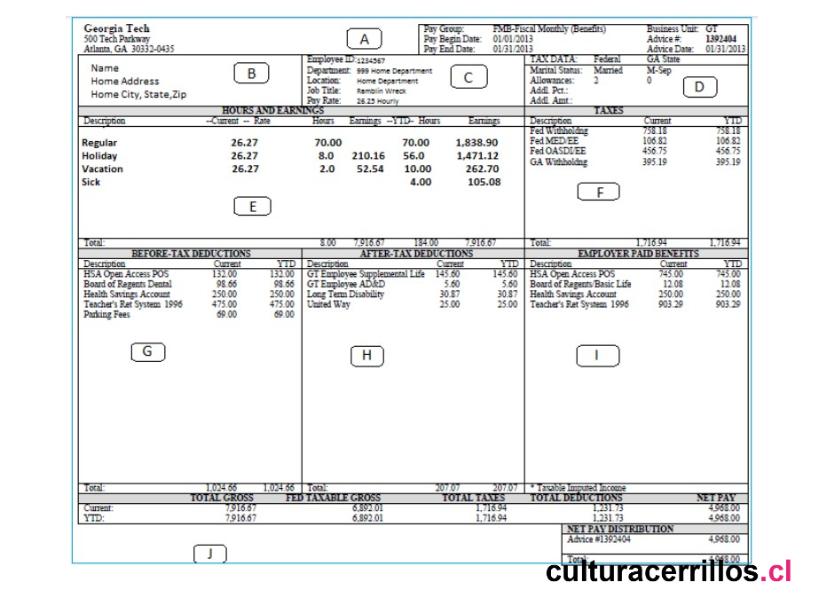 Georgia Tech
500 Tech Parkway
Atlanta, GA 30332-0435
A
Pay Group: FMB-Fiscal Monthly (Benefits)
Pay Begin Date: 01/01/2013
Pay End Date: 01/31/2013
Business Unit: GT
Advice #: 1392404
Advice Date: 01/31/2013
Name
Home Address
Home City, State,Zip
B
Employee ID:1234567
Department: 999 Home Department
Location: Home Department
Job Title: Ramblin Wreck
Pay Rate: 26.25 Hourly
C
TAX DATA: Federal GA State
Marital Status: Married M-Sep
Allowances: 2 0
Addl. Pct.:
Addl. Amt.:
D
HOURS AND EARNINGS
Description --Current -- Rate Hours Earnings --YTD-- Hours Earnings
Regular 26.27 70.00 70.00 1,838.90
Holiday 26.27 8.0 210.16 56.0 1,471.12
Vacation 26.27 2.0 52.54 10.00 262.70
Sick 4.00 105.08
E
Total: 8.00 7,916.67 184.00 7,916.67
TAXES
Description Current YTD
Fed Withholdng 758.18 758.18
Fed MED/EE 106.82 106.82
Fed OASDI/EE 456.75 456.75
GA Withholdng 395.19 395.19
F
Total: 1,716.94 1,716.94
BEFORE-TAX DEDUCTIONS
Description Current YTD
HSA Open Access POS 132.00 132.00
Board of Regents Dental 98.66 98.66
Health Savings Account 250.00 250.00
Teacher's Ret System 1996 475.00 475.00
Parking Fees 69.00 69.00
G
Total: 1,024.66 1,024.66
AFTER-TAX DEDUCTIONS
Description Current YTD
GT Employee Supplemental Life 145.60 145.60
GT Employee AD&D 5.60 5.60
Long Term Disability 30.87 30.87
United Way 25.00 25.00
H
Total: 207.07 207.07
EMPLOYER PAID BENEFITS
Description Current YTD
HSA Open Access POS 745.00 745.00
Board of Regents/Basic Life 12.08 12.08
Health Savings Account 250.00 250.00
Teacher's Ret System 1996 903.29 903.29
I
* Taxable Imputed Income
TOTAL GROSS FED TAXABLE GROSS TOTAL TAXES TOTAL DEDUCTIONS NET PAY
Current: 7,916.67 6,892.01 1,716.94 1,231.73 4,968.00
YTD: 7,916.67 6,892.01 1,716.94 1,231.73 4,968.00
J
NET PAY DISTRIBUTION
Advice #1392404 4,968.00
Total: 4,968.00
culturacerrillos.cl